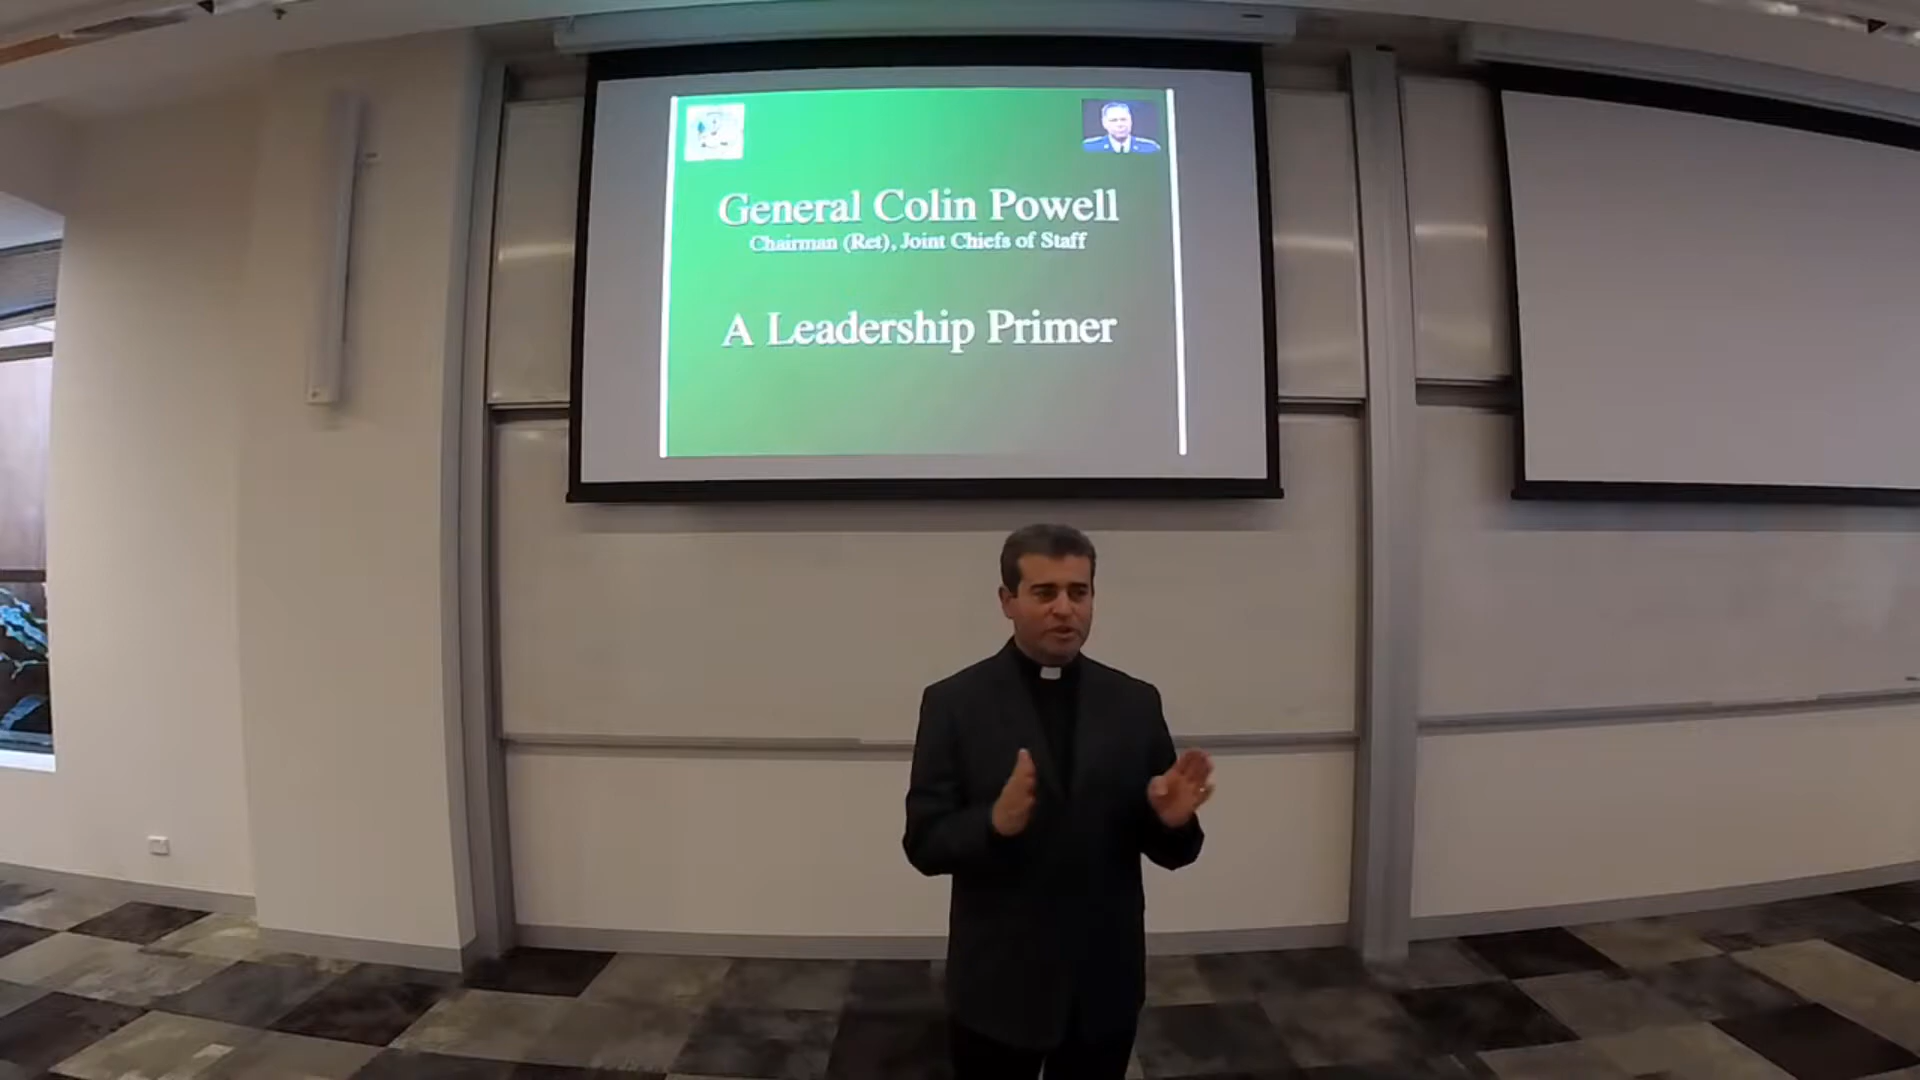 General Colin Powell
Chairman (Ret), Joint Chiefs of Staff
A Leadership Primer